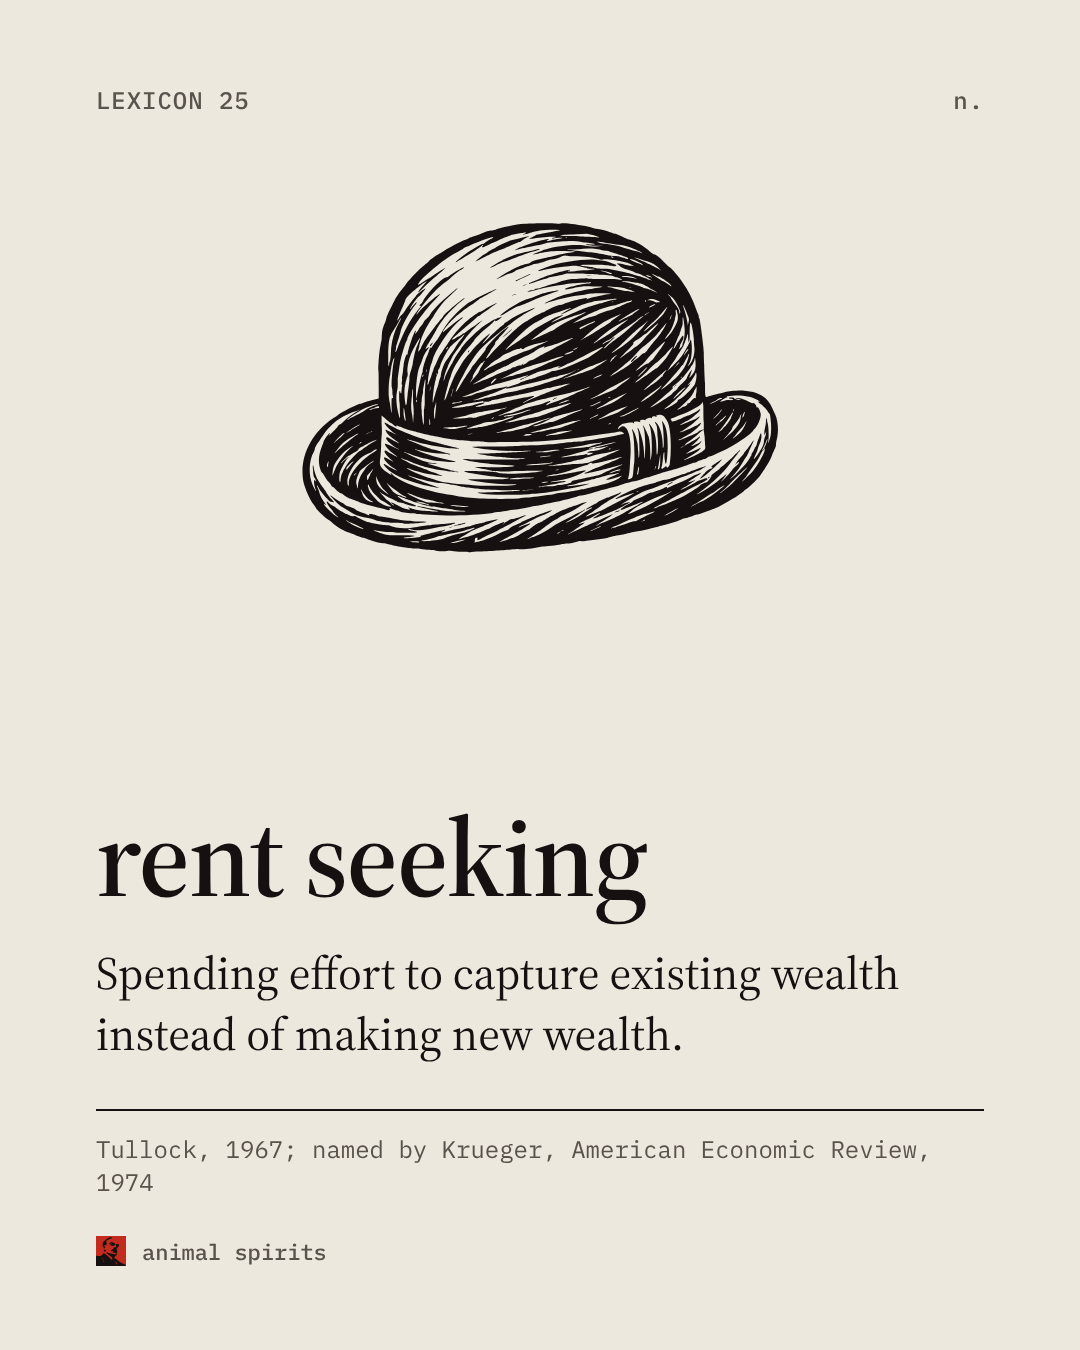 LEXICON 25
n.
rent seeking
Spending effort to capture existing wealth
instead of making new wealth.
Tullock, 1967; named by Krueger, American Economic Review,
1974
animal spirits